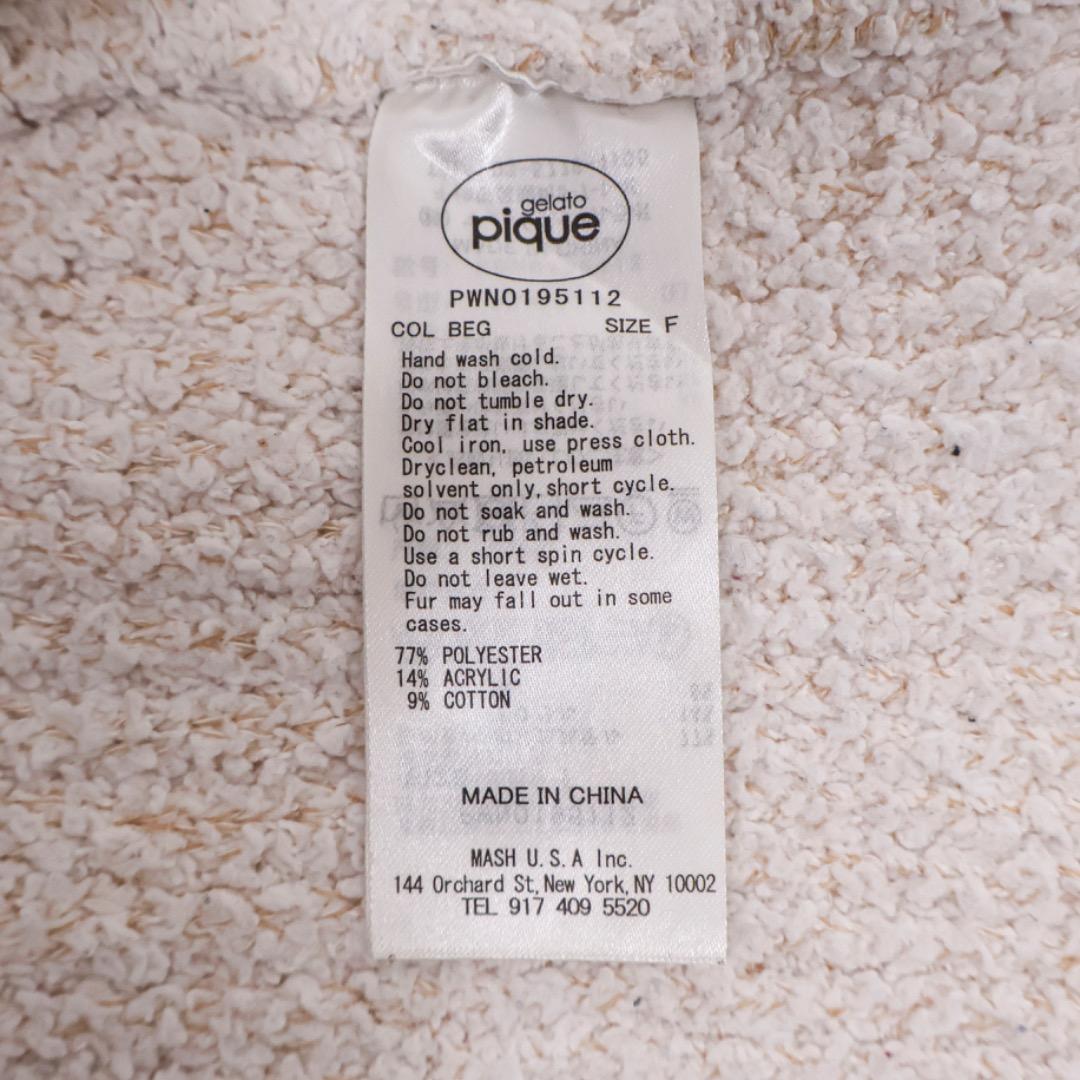 gelato
pique
PWNO195112
COL BEG SIZE F
Hand wash cold.
Do not bleach.
Do not tumble dry.
Dry flat in shade.
Cool iron, use press cloth.
Dryclean, petroleum
solvent only,short cycle.
Do not soak and wash.
Do not rub and wash.
Use a short spin cycle.
Do not leave wet.
Fur may fall out in some
cases.
77% POLYESTER
14% ACRYLIC
9% COTTON
MADE IN CHINA
MASH U.S.A Inc.
144 Orchard St,New York,NY 10002
TEL 917 409 5520